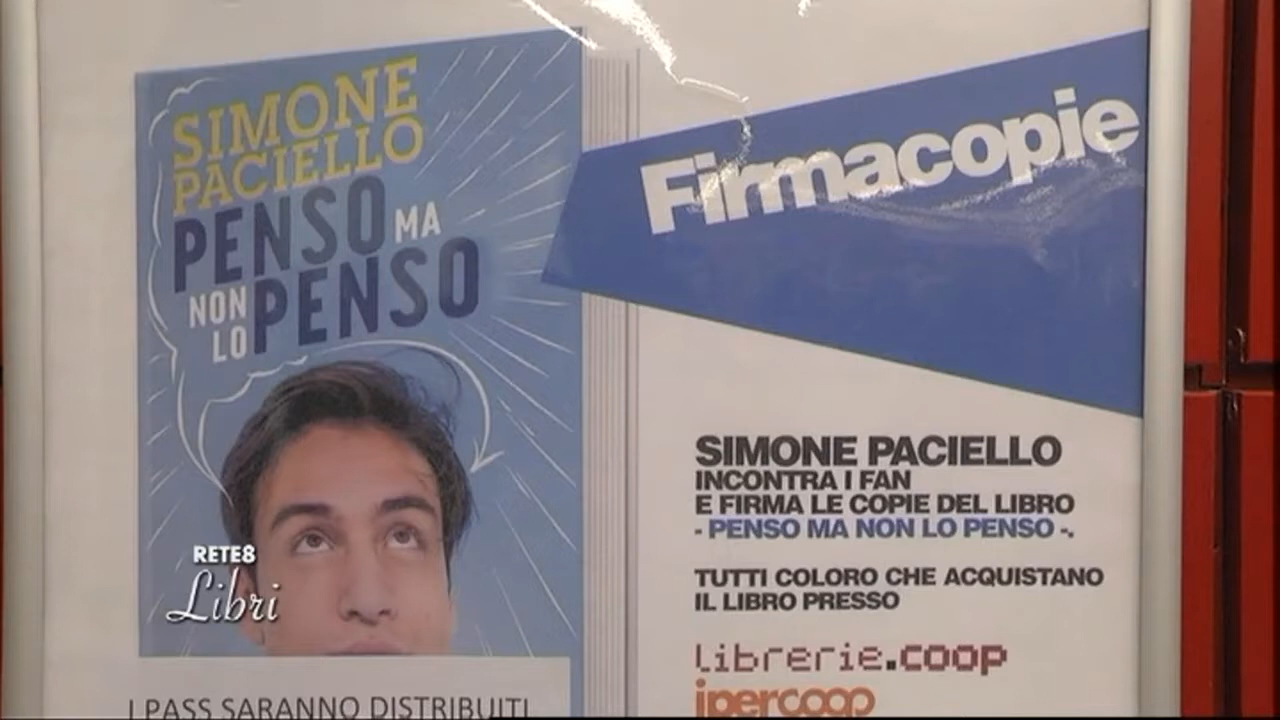 SIMONE
PACIELLO
PENSO MA
NON LO PENSO
Firmacopie
SIMONE PACIELLO
INCONTRA I FAN
E FIRMA LE COPIE DEL LIBRO
- PENSO MA NON LO PENSO -.
TUTTI COLORO CHE ACQUISTANO
IL LIBRO PRESSO
librerie.coop
ipercoop
I PASS SARANNO DISTRIBUITI
RETE8
Libri